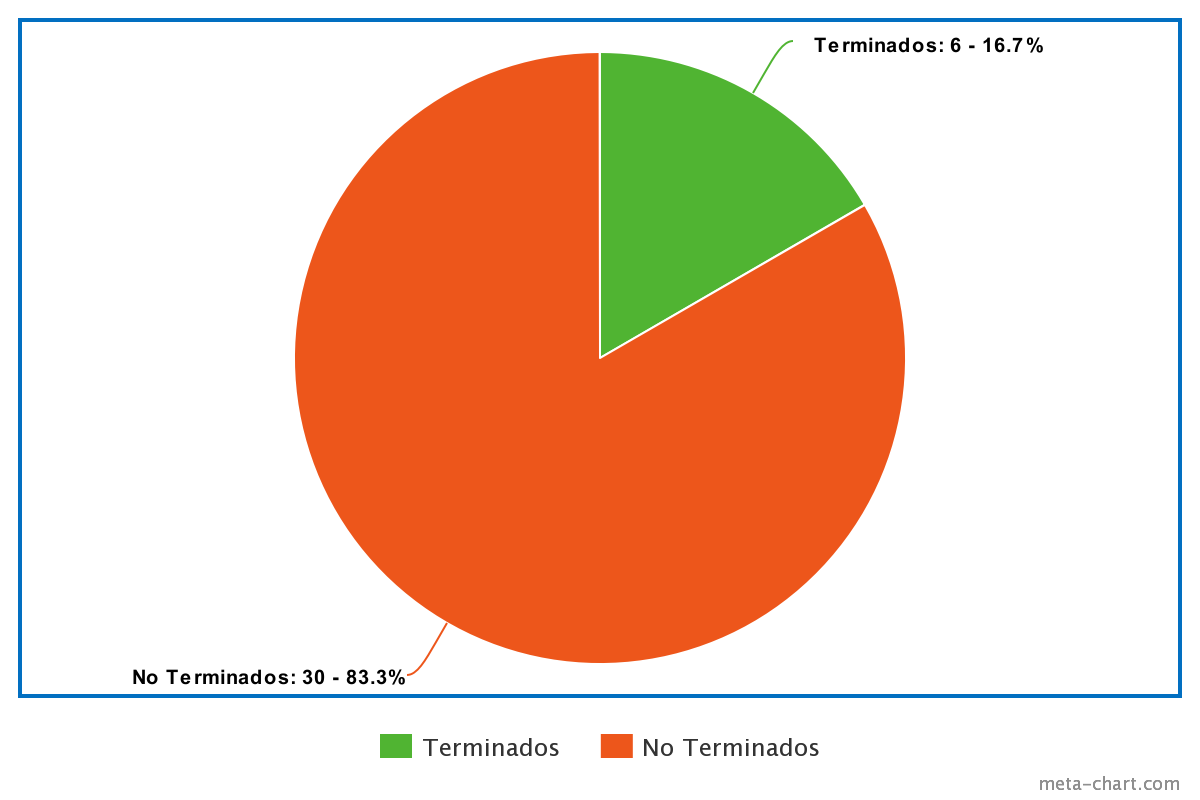 Terminados: 6 - 16.7%
No Terminados: 30 - 83.3%
Terminados No Terminados
meta-chart.com